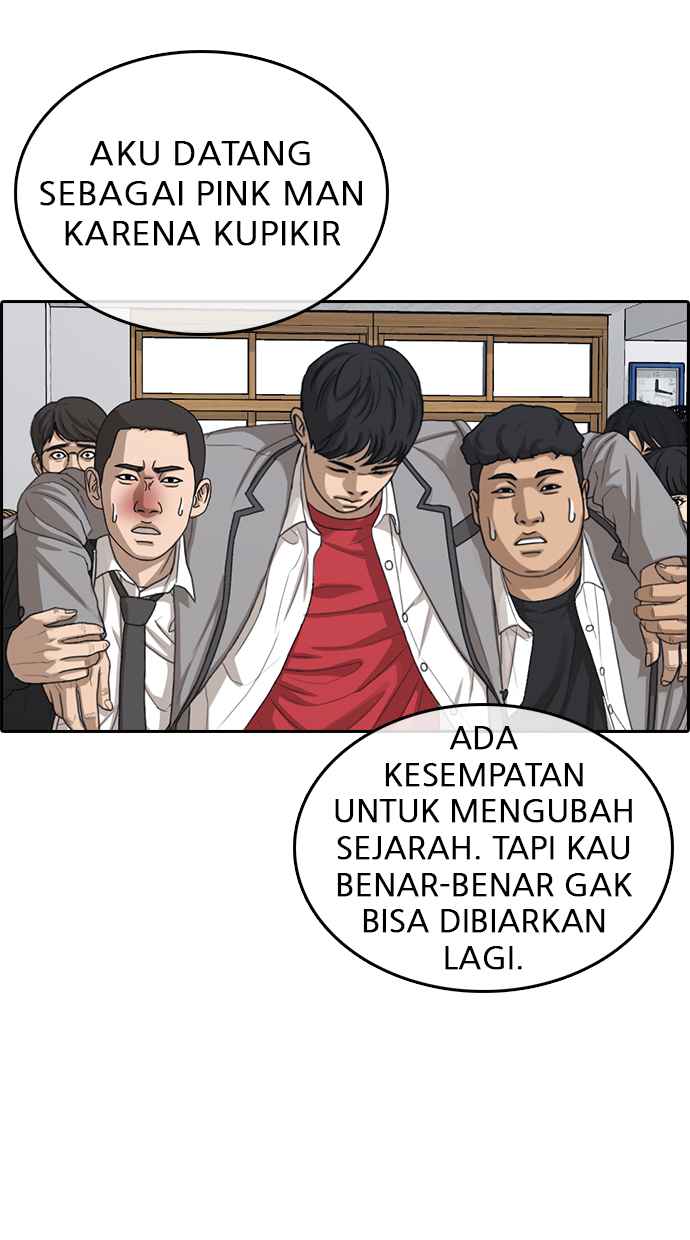 AKU DATANG
SEBAGAI PINK MAN
KARENA KUPIKIR
ADA
KESEMPATAN
UNTUK MENGUBAH
SEJARAH. TAPI KAU
BENAR-BENAR GAK
BISA DIBIARKAN
LAGI.